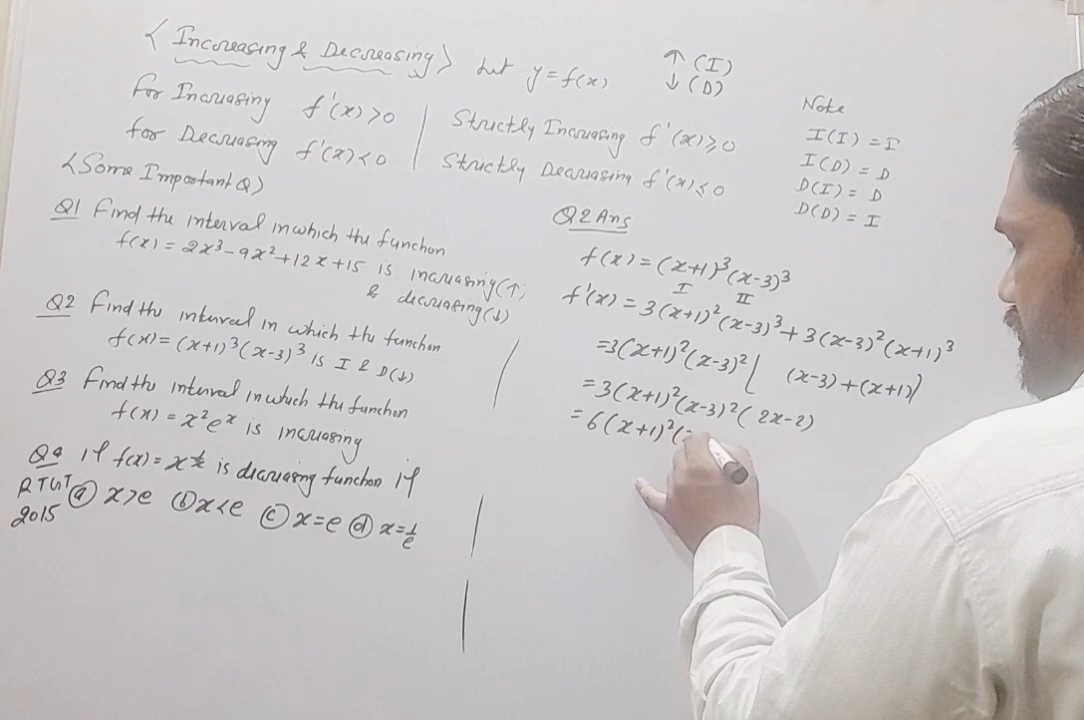 < Increasing & Decreasing > Let y = f(x) ↑ (I)
↓ (D)
for Increasing f'(x) > 0 | Strictly Increasing f'(x) ≥ 0
for Decreasing f'(x) < 0 | Strictly Decreasing f'(x) ≤ 0
Note
I(I) = I
I(D) = D
D(I) = D
D(D) = I
<Some Important Q>
Q1 Find the interval in which the function
f(x) = 2x³ - 9x² + 12x + 15 is increasing(↑)
& decreasing(↓)
Q2 Find the interval in which the function
f(x) = (x+1)³(x-3)³ is I & D(↓)
Q3 Find the interval in which the function
f(x) = x²eˣ is increasing
Q4 If f(x) = x^(1/x) is decreasing function if
(a) x>e (b) x<e (c) x=e (d) x=1/e
2015
Q2 Ans
f(x) = (x+1)³(x-3)³
I II
f'(x) = 3(x+1)²(x-3)³ + 3(x-3)²(x+1)³
= 3(x+1)²(x-3)²[ (x-3)+(x+1)]
= 3(x+1)²(x-3)²(2x-2)
= 6(x+1)²(